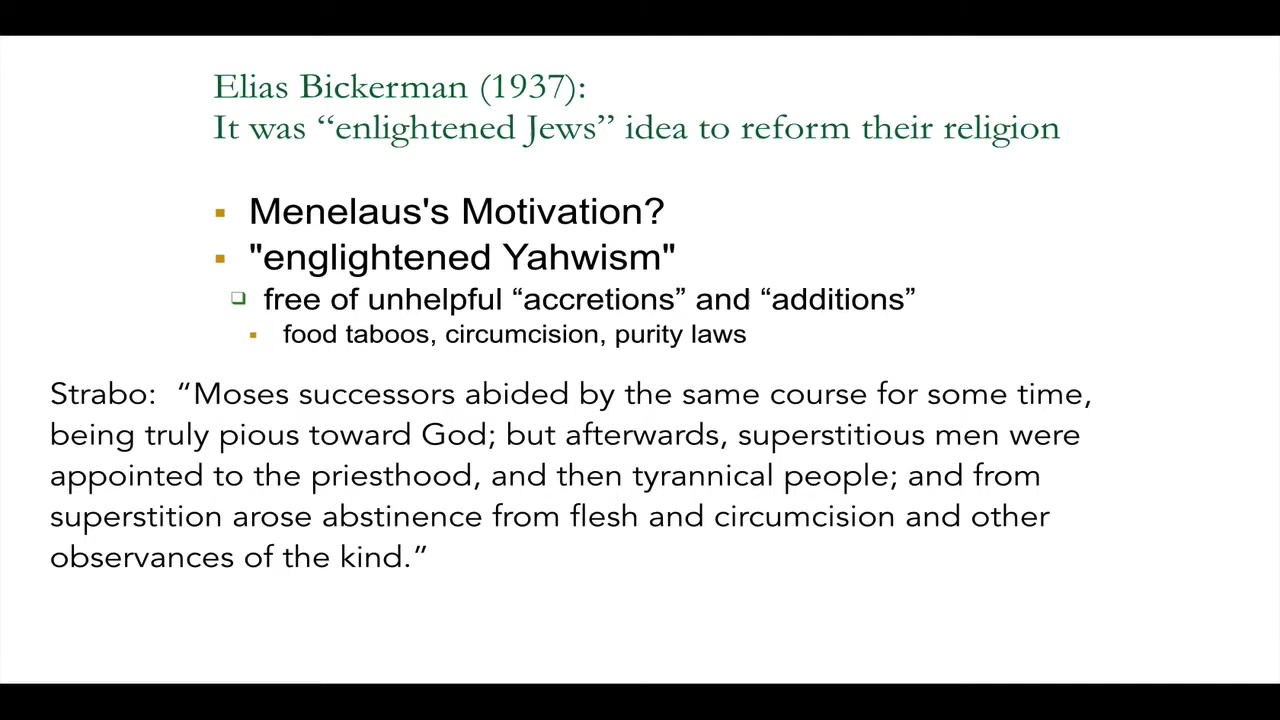 Elias Bickerman (1937):
It was “enlightened Jews” idea to reform their religion
Menelaus's Motivation?
"englightened Yahwism"
free of unhelpful “accretions” and “additions”
food taboos, circumcision, purity laws
Strabo: “Moses successors abided by the same course for some time,
being truly pious toward God; but afterwards, superstitious men were
appointed to the priesthood, and then tyrannical people; and from
superstition arose abstinence from flesh and circumcision and other
observances of the kind.”